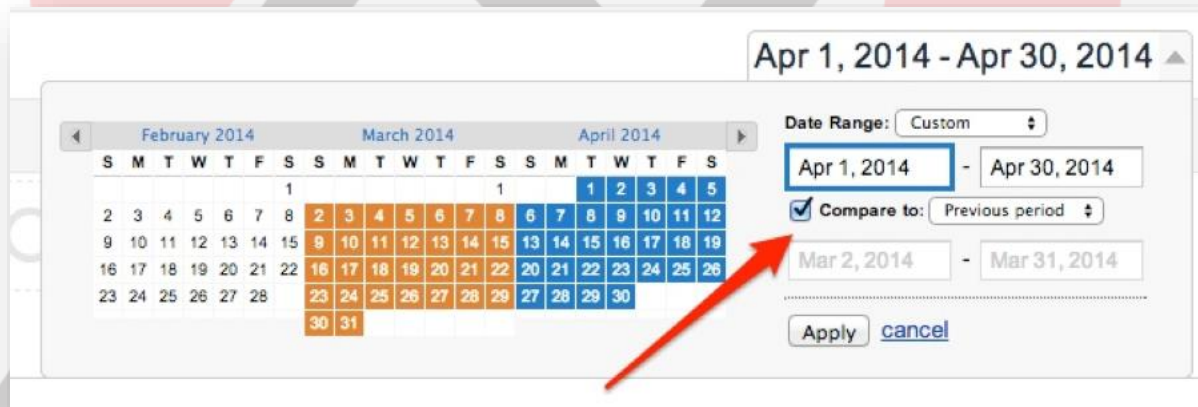 Apr 1, 2014 - Apr 30, 2014
February 2014 March 2014 April 2014
S M T W T F S S M T W T F S S M T W T F S
1 1 1 2 3 4 5
2 3 4 5 6 7 8 2 3 4 5 6 7 8 6 7 8 9 10 11 12
9 10 11 12 13 14 15 9 10 11 12 13 14 15 13 14 15 16 17 18 19
16 17 18 19 20 21 22 16 17 18 19 20 21 22 20 21 22 23 24 25 26
23 24 25 26 27 28 23 24 25 26 27 28 29 27 28 29 30
30 31
Date Range: Custom
Apr 1, 2014 - Apr 30, 2014
Compare to: Previous period
Mar 2, 2014 - Mar 31, 2014
Apply cancel